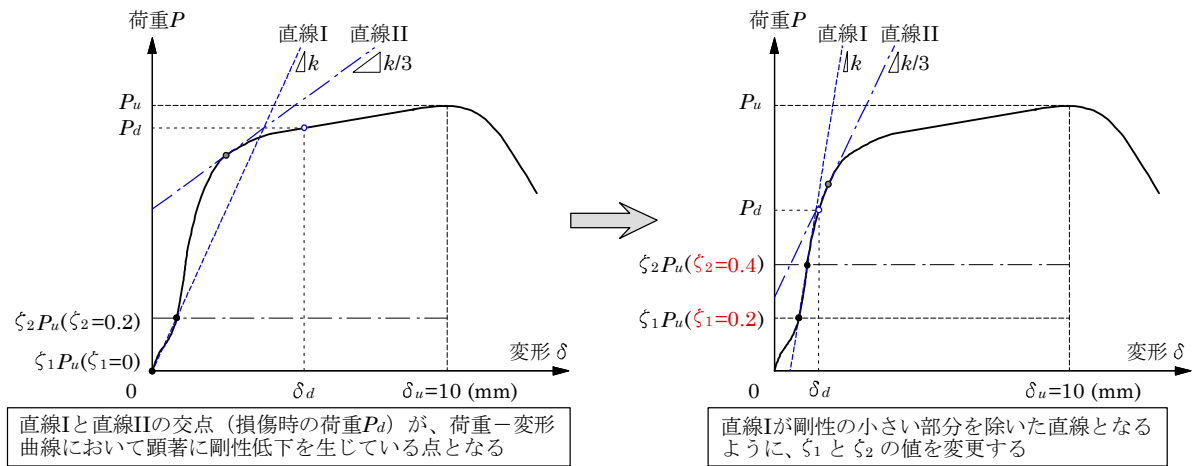 荷重P
直線I
直線II
k
k/3
Pu
Pd
ζ2Pu(ζ2=0.2)
ζ1Pu(ζ1=0)
変形 δ
0
δd
δu=10 (mm)
直線Iと直線IIの交点（損傷時の荷重Pd）が、荷重－変形
曲線において顕著に剛性低下を生じている点となる
荷重P
直線I
直線II
k
k/3
Pu
Pd
ζ2Pu(ζ2=0.4)
ζ1Pu(ζ1=0.2)
変形 δ
0
δd
δu=10 (mm)
直線Iが剛性の小さい部分を除いた直線となる
ように、ζ1 と ζ2 の値を変更する